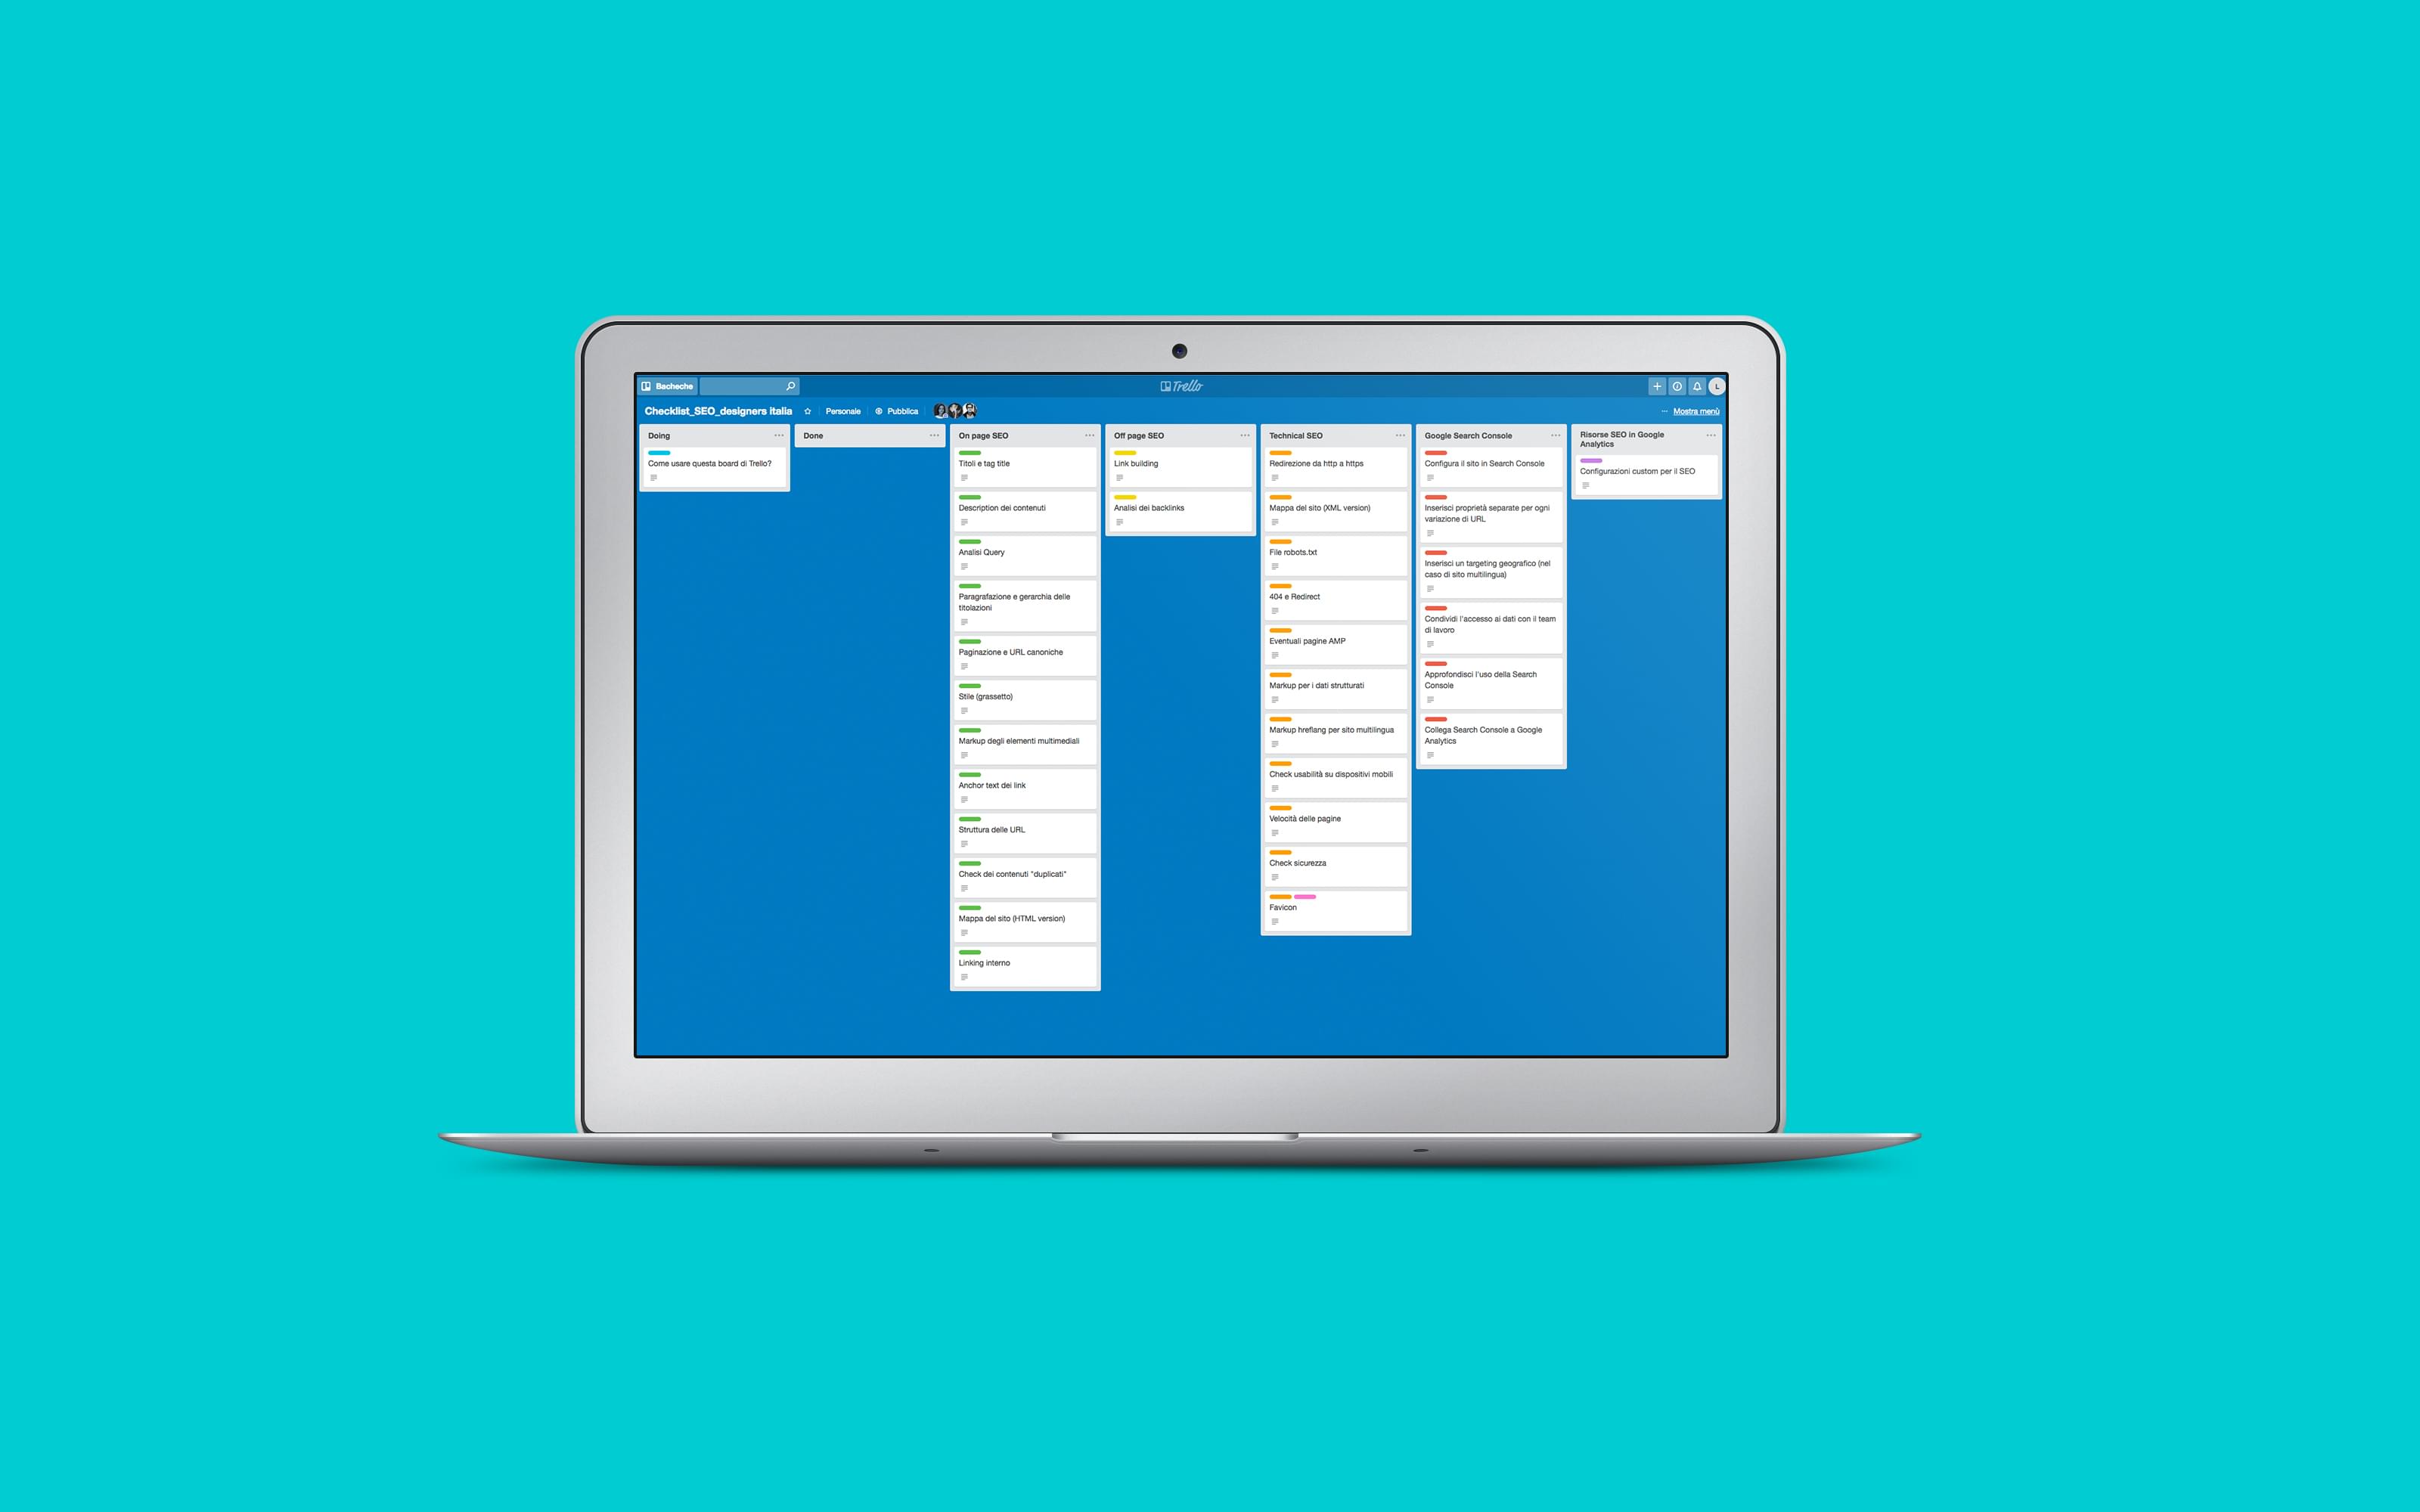 Bacheche
Trello
L
Checklist_SEO_designers italia
Personale
Pubblica
Mostra menù
Doing
Come usare questa board di Trello?
Done
On page SEO
Titoli e tag title
Description dei contenuti
Analisi Query
Paragrafazione e gerarchia delle
titolazioni
Paginazione e URL canoniche
Stile (grassetto)
Markup degli elementi multimediali
Anchor text dei link
Struttura delle URL
Check dei contenuti "duplicati"
Mappa del sito (HTML version)
Linking interno
Off page SEO
Link building
Analisi dei backlinks
Technical SEO
Redirezione da http a https
Mappa del sito (XML version)
File robots.txt
404 e Redirect
Eventuali pagine AMP
Markup per i dati strutturati
Markup hreflang per sito multilingua
Check usabilità su dispositivi mobili
Velocità delle pagine
Check sicurezza
Favicon
Google Search Console
Configura il sito in Search Console
Inserisci proprietà separate per ogni
variazione di URL
Inserisci un targeting geografico (nel
caso di sito multilingua)
Condividi l'accesso ai dati con il team
di lavoro
Approfondisci l'uso della Search
Console
Collega Search Console a Google
Analytics
Risorse SEO in Google
Analytics
Configurazioni custom per il SEO